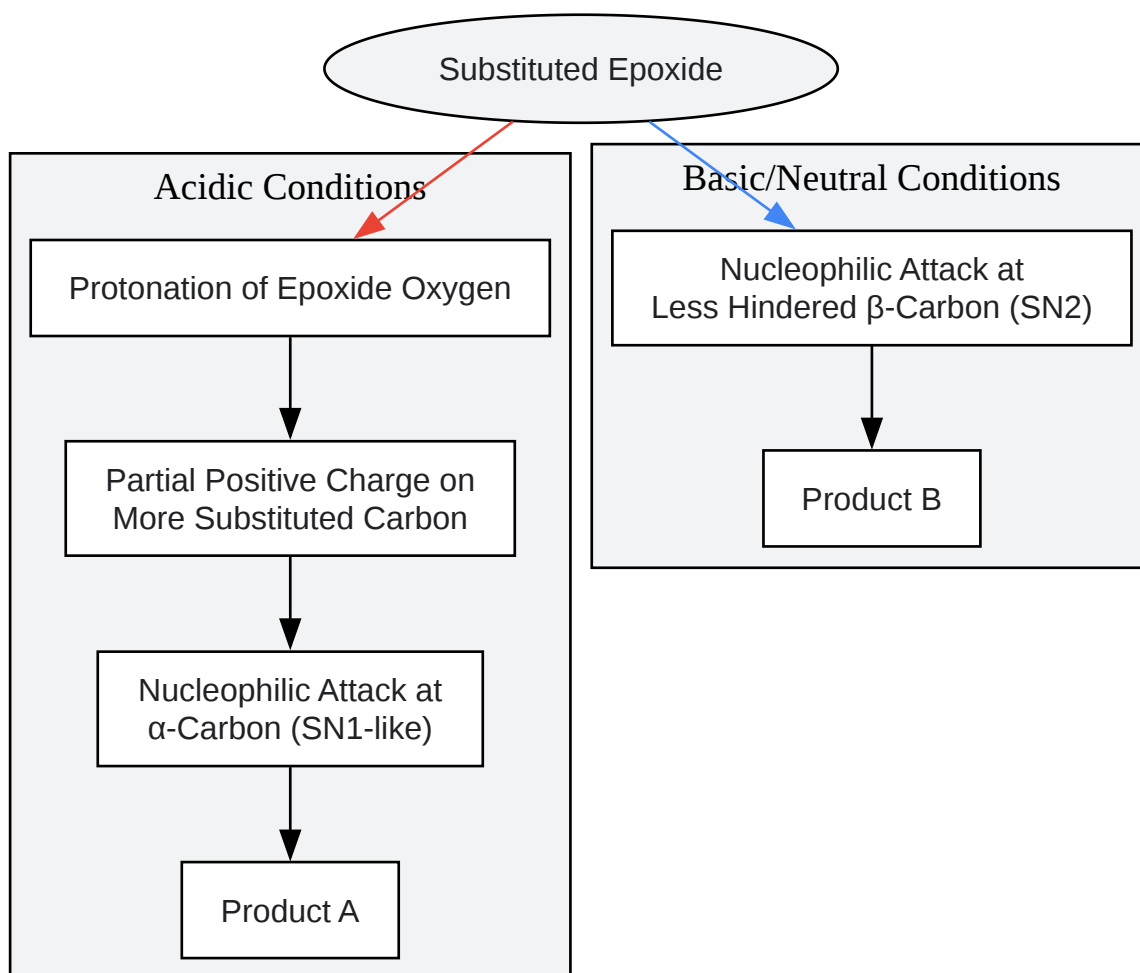 Substituted Epoxide
Acidic Conditions
Protonation of Epoxide Oxygen
Partial Positive Charge on
More Substituted Carbon
Nucleophilic Attack at
α-Carbon (SN1-like)
Product A
Basic/Neutral Conditions
Nucleophilic Attack at
Less Hindered β-Carbon (SN2)
Product B